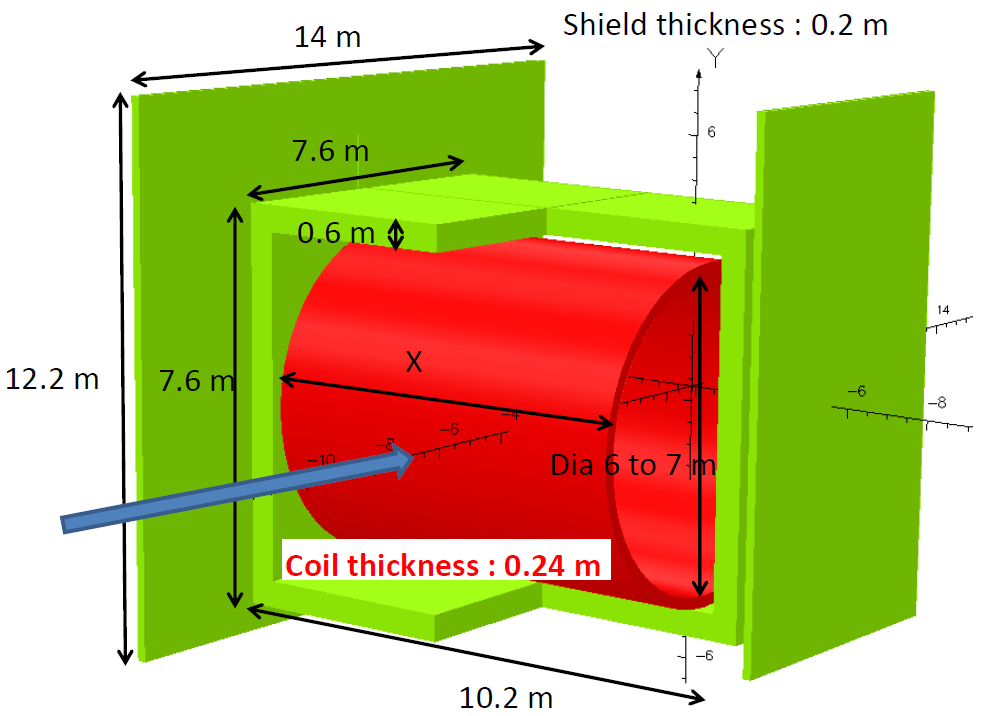 Shield thickness : 0.2 m
14 m
Y
6
7.6 m
0.6 m
14
X
12.2 m
7.6 m
−6
−8
−4
−6
−8
−10
Dia 6 to 7 m
Coil thickness : 0.24 m
−6
10.2 m